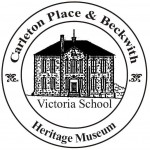 Carleton Place & Beckwith
Victoria School
Heritage Museum